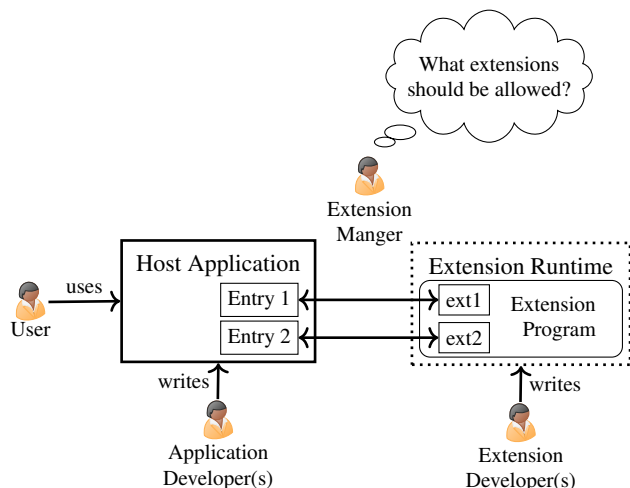 What extensions
should be allowed?
Extension
Manger
Host Application
Extension Runtime
uses
User
Entry 1
Entry 2
ext1
ext2
Extension
Program
writes
writes
Application
Developer(s)
Extension
Developer(s)